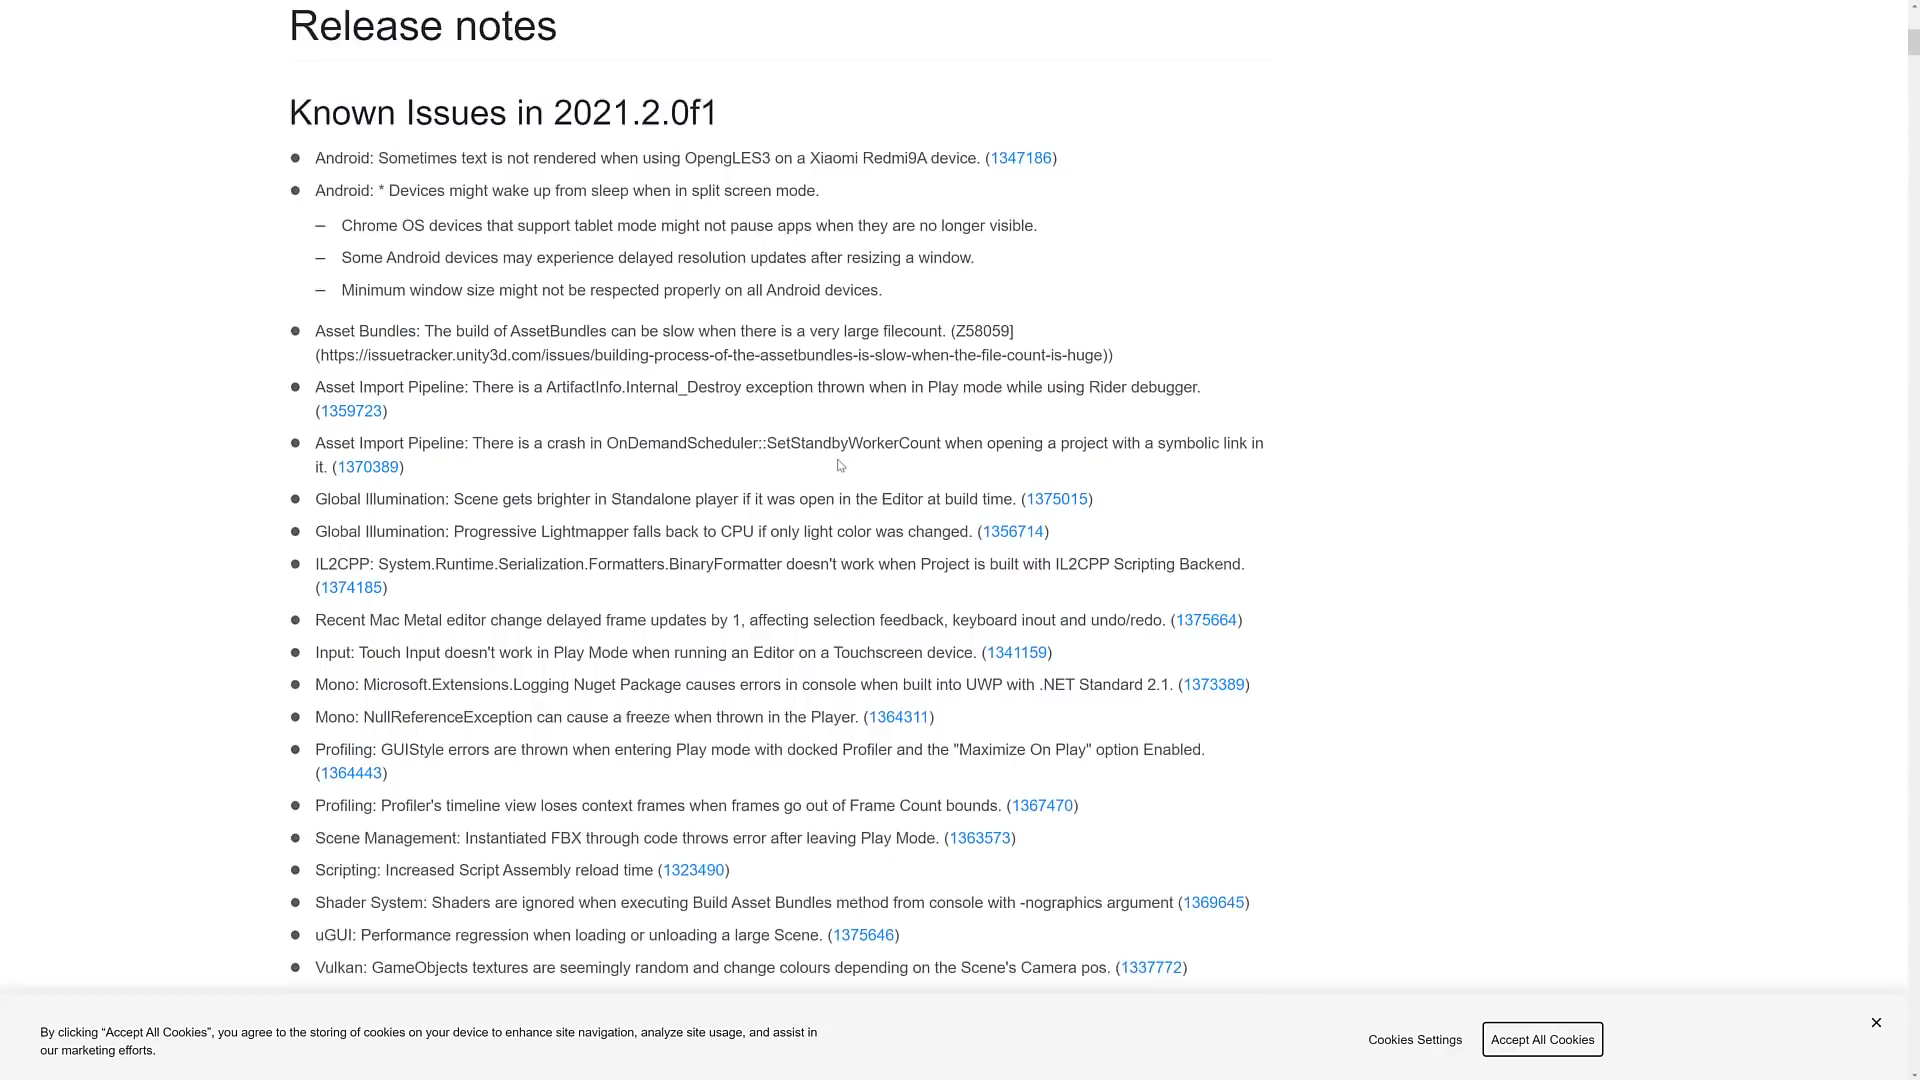 Release notes
Known Issues in 2021.2.0f1
● Android: Sometimes text is not rendered when using OpengLES3 on a Xiaomi Redmi9A device. (1347186)
● Android: * Devices might wake up from sleep when in split screen mode.
– Chrome OS devices that support tablet mode might not pause apps when they are no longer visible.
– Some Android devices may experience delayed resolution updates after resizing a window.
– Minimum window size might not be respected properly on all Android devices.
● Asset Bundles: The build of AssetBundles can be slow when there is a very large filecount. (Z58059]
(https://issuetracker.unity3d.com/issues/building-process-of-the-assetbundles-is-slow-when-the-file-count-is-huge))
● Asset Import Pipeline: There is a ArtifactInfo.Internal_Destroy exception thrown when in Play mode while using Rider debugger.
(1359723)
● Asset Import Pipeline: There is a crash in OnDemandScheduler::SetStandbyWorkerCount when opening a project with a symbolic link in
it. (1370389)
● Global Illumination: Scene gets brighter in Standalone player if it was open in the Editor at build time. (1375015)
● Global Illumination: Progressive Lightmapper falls back to CPU if only light color was changed. (1356714)
● IL2CPP: System.Runtime.Serialization.Formatters.BinaryFormatter doesn't work when Project is built with IL2CPP Scripting Backend.
(1374185)
● Recent Mac Metal editor change delayed frame updates by 1, affecting selection feedback, keyboard inout and undo/redo. (1375664)
● Input: Touch Input doesn't work in Play Mode when running an Editor on a Touchscreen device. (1341159)
● Mono: Microsoft.Extensions.Logging Nuget Package causes errors in console when built into UWP with .NET Standard 2.1. (1373389)
● Mono: NullReferenceException can cause a freeze when thrown in the Player. (1364311)
● Profiling: GUIStyle errors are thrown when entering Play mode with docked Profiler and the "Maximize On Play" option Enabled.
(1364443)
● Profiling: Profiler's timeline view loses context frames when frames go out of Frame Count bounds. (1367470)
● Scene Management: Instantiated FBX through code throws error after leaving Play Mode. (1363573)
● Scripting: Increased Script Assembly reload time (1323490)
● Shader System: Shaders are ignored when executing Build Asset Bundles method from console with -nographics argument (1369645)
● uGUI: Performance regression when loading or unloading a large Scene. (1375646)
● Vulkan: GameObjects textures are seemingly random and change colours depending on the Scene's Camera pos. (1337772)
By clicking “Accept All Cookies”, you agree to the storing of cookies on your device to enhance site navigation, analyze site usage, and assist in
our marketing efforts.
Cookies Settings
Accept All Cookies